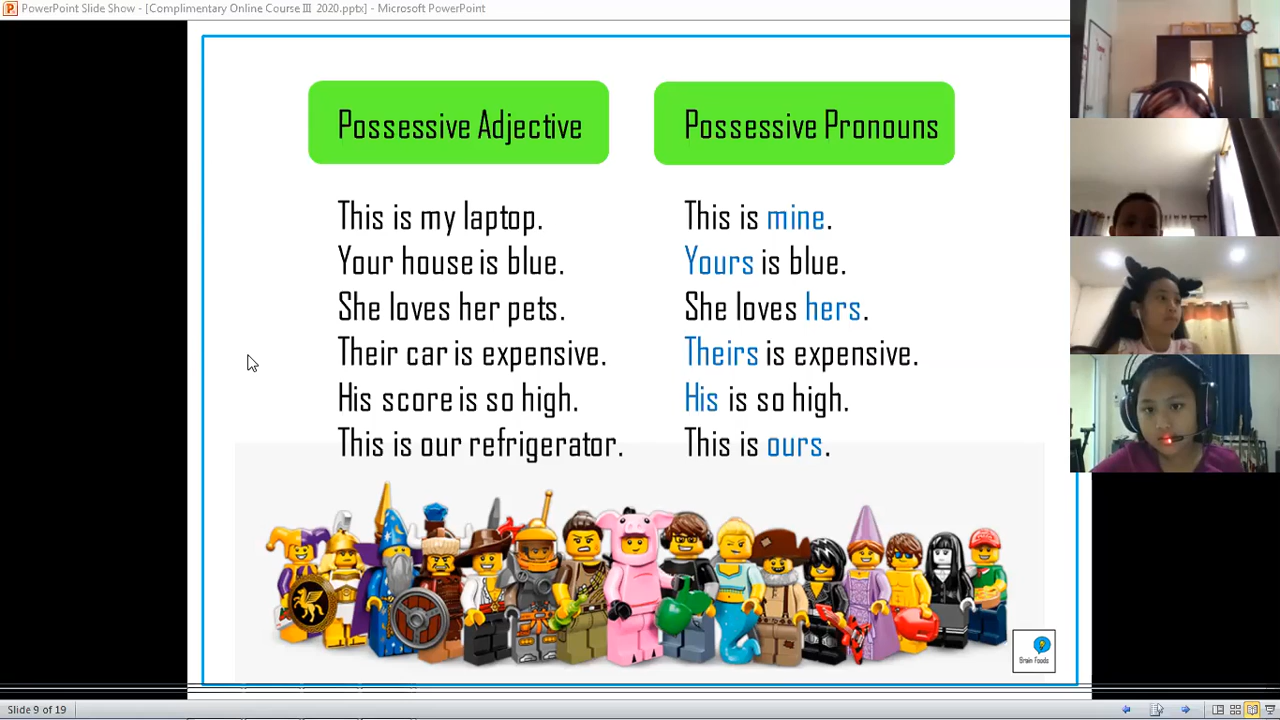 PowerPoint Slide Show - [Complimentary Online Course III 2020.pptx] - Microsoft PowerPoint
Possessive Adjective
Possessive Pronouns
This is my laptop.
Your house is blue.
She loves her pets.
Their car is expensive.
His score is so high.
This is our refrigerator.
This is mine.
Yours is blue.
She loves hers.
Theirs is expensive.
His is so high.
This is ours.
Brain Foods
Slide 9 of 19